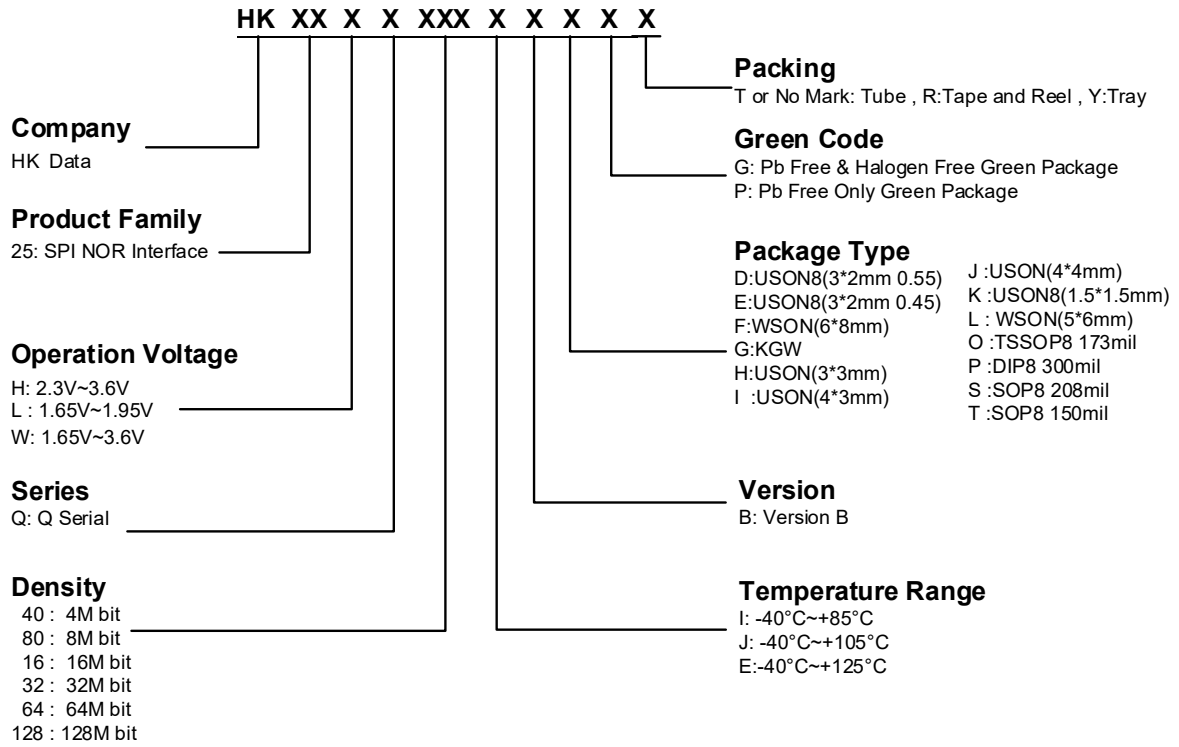 HK XX X X XXX X X X X X
Company
HK Data
Product Family
25: SPI NOR Interface
Operation Voltage
H: 2.3V~3.6V
L : 1.65V~1.95V
W: 1.65V~3.6V
Series
Q: Q Serial
Density
40 : 4M bit
80 : 8M bit
16 : 16M bit
32 : 32M bit
64 : 64M bit
128 : 128M bit
Packing
T or No Mark: Tube , R:Tape and Reel , Y:Tray
Green Code
G: Pb Free & Halogen Free Green Package
P: Pb Free Only Green Package
Package Type
D:USON8(3*2mm 0.55)
E:USON8(3*2mm 0.45)
F:WSON(6*8mm)
G:KGW
H:USON(3*3mm)
I :USON(4*3mm)
J :USON(4*4mm)
K :USON8(1.5*1.5mm)
L : WSON(5*6mm)
O :TSSOP8 173mil
P :DIP8 300mil
S :SOP8 208mil
T :SOP8 150mil
Version
B: Version B
Temperature Range
I: -40°C~+85°C
J: -40°C~+105°C
E:-40°C~+125°C